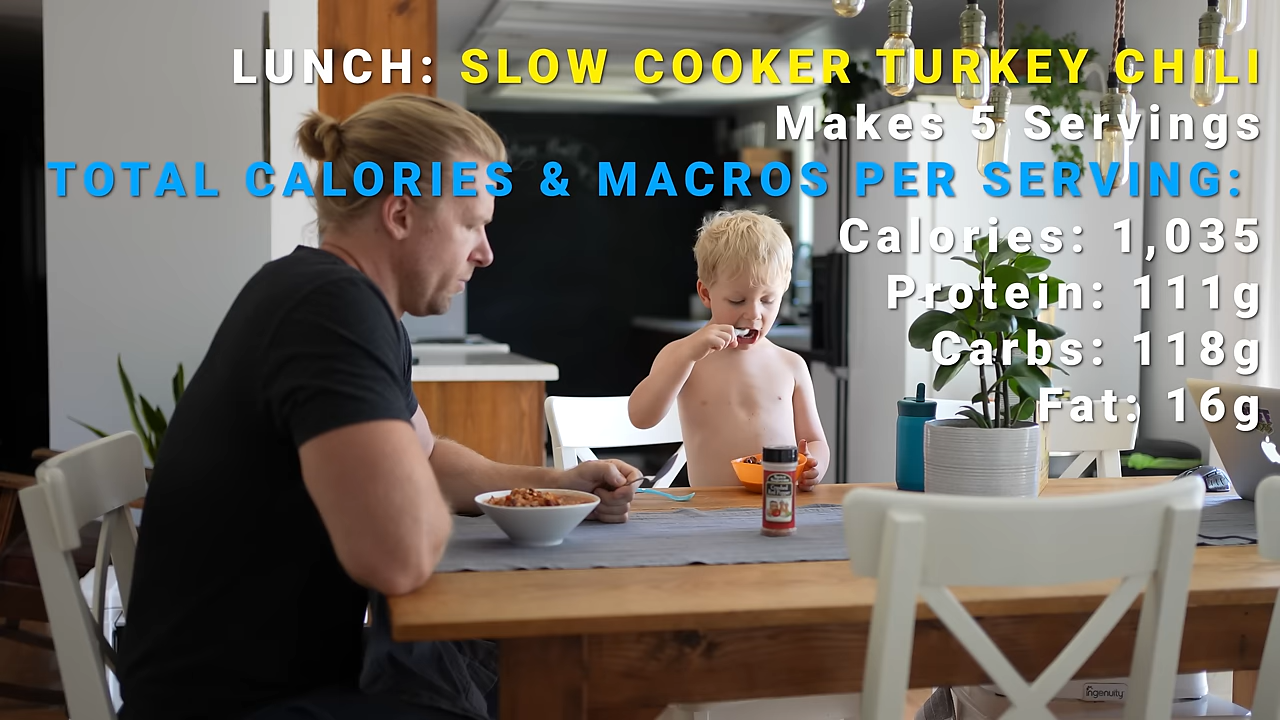 LUNCH: SLOW COOKER TURKEY CHILI
Makes 5 Servings
TOTAL CALORIES & MACROS PER SERVING:
Calories: 1,035
Protein: 111g
Carbs: 118g
Fat: 16g
ingenuity